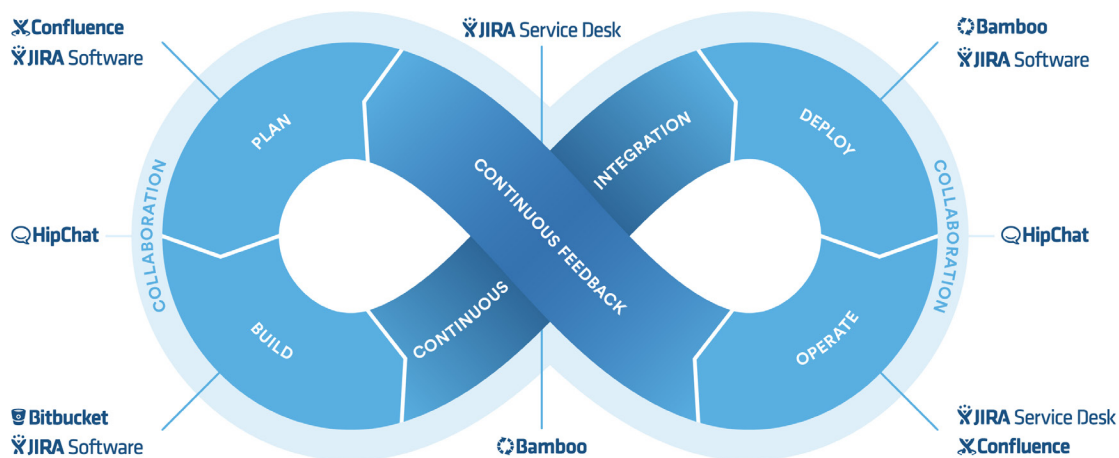 Confluence
JIRA Software
JIRA Service Desk
Bamboo
JIRA Software
PLAN
INTEGRATION
DEPLOY
COLLABORATION
CONTINUOUS FEEDBACK
COLLABORATION
HipChat
HipChat
BUILD
CONTINUOUS
OPERATE
Bitbucket
JIRA Software
Bamboo
JIRA Service Desk
Confluence